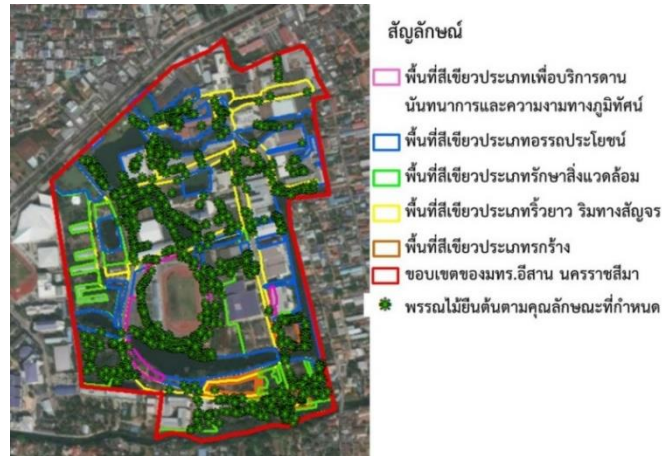 สัญลักษณ์
พื้นที่สีเขียวประเภทเพื่อบริการด้าน
นันทนาการและความงามทางภูมิทัศน์
พื้นที่สีเขียวประเภทอรรถประโยชน์
พื้นที่สีเขียวประเภทรักษาสิ่งแวดล้อม
พื้นที่สีเขียวประเภทริ้วยาว ริมทางสัญจร
พื้นที่สีเขียวประเภทรกร้าง
ขอบเขตของมทร.อีสาน นครราชสีมา
พรรณไม้ยืนต้นตามคุณลักษณะที่กำหนด